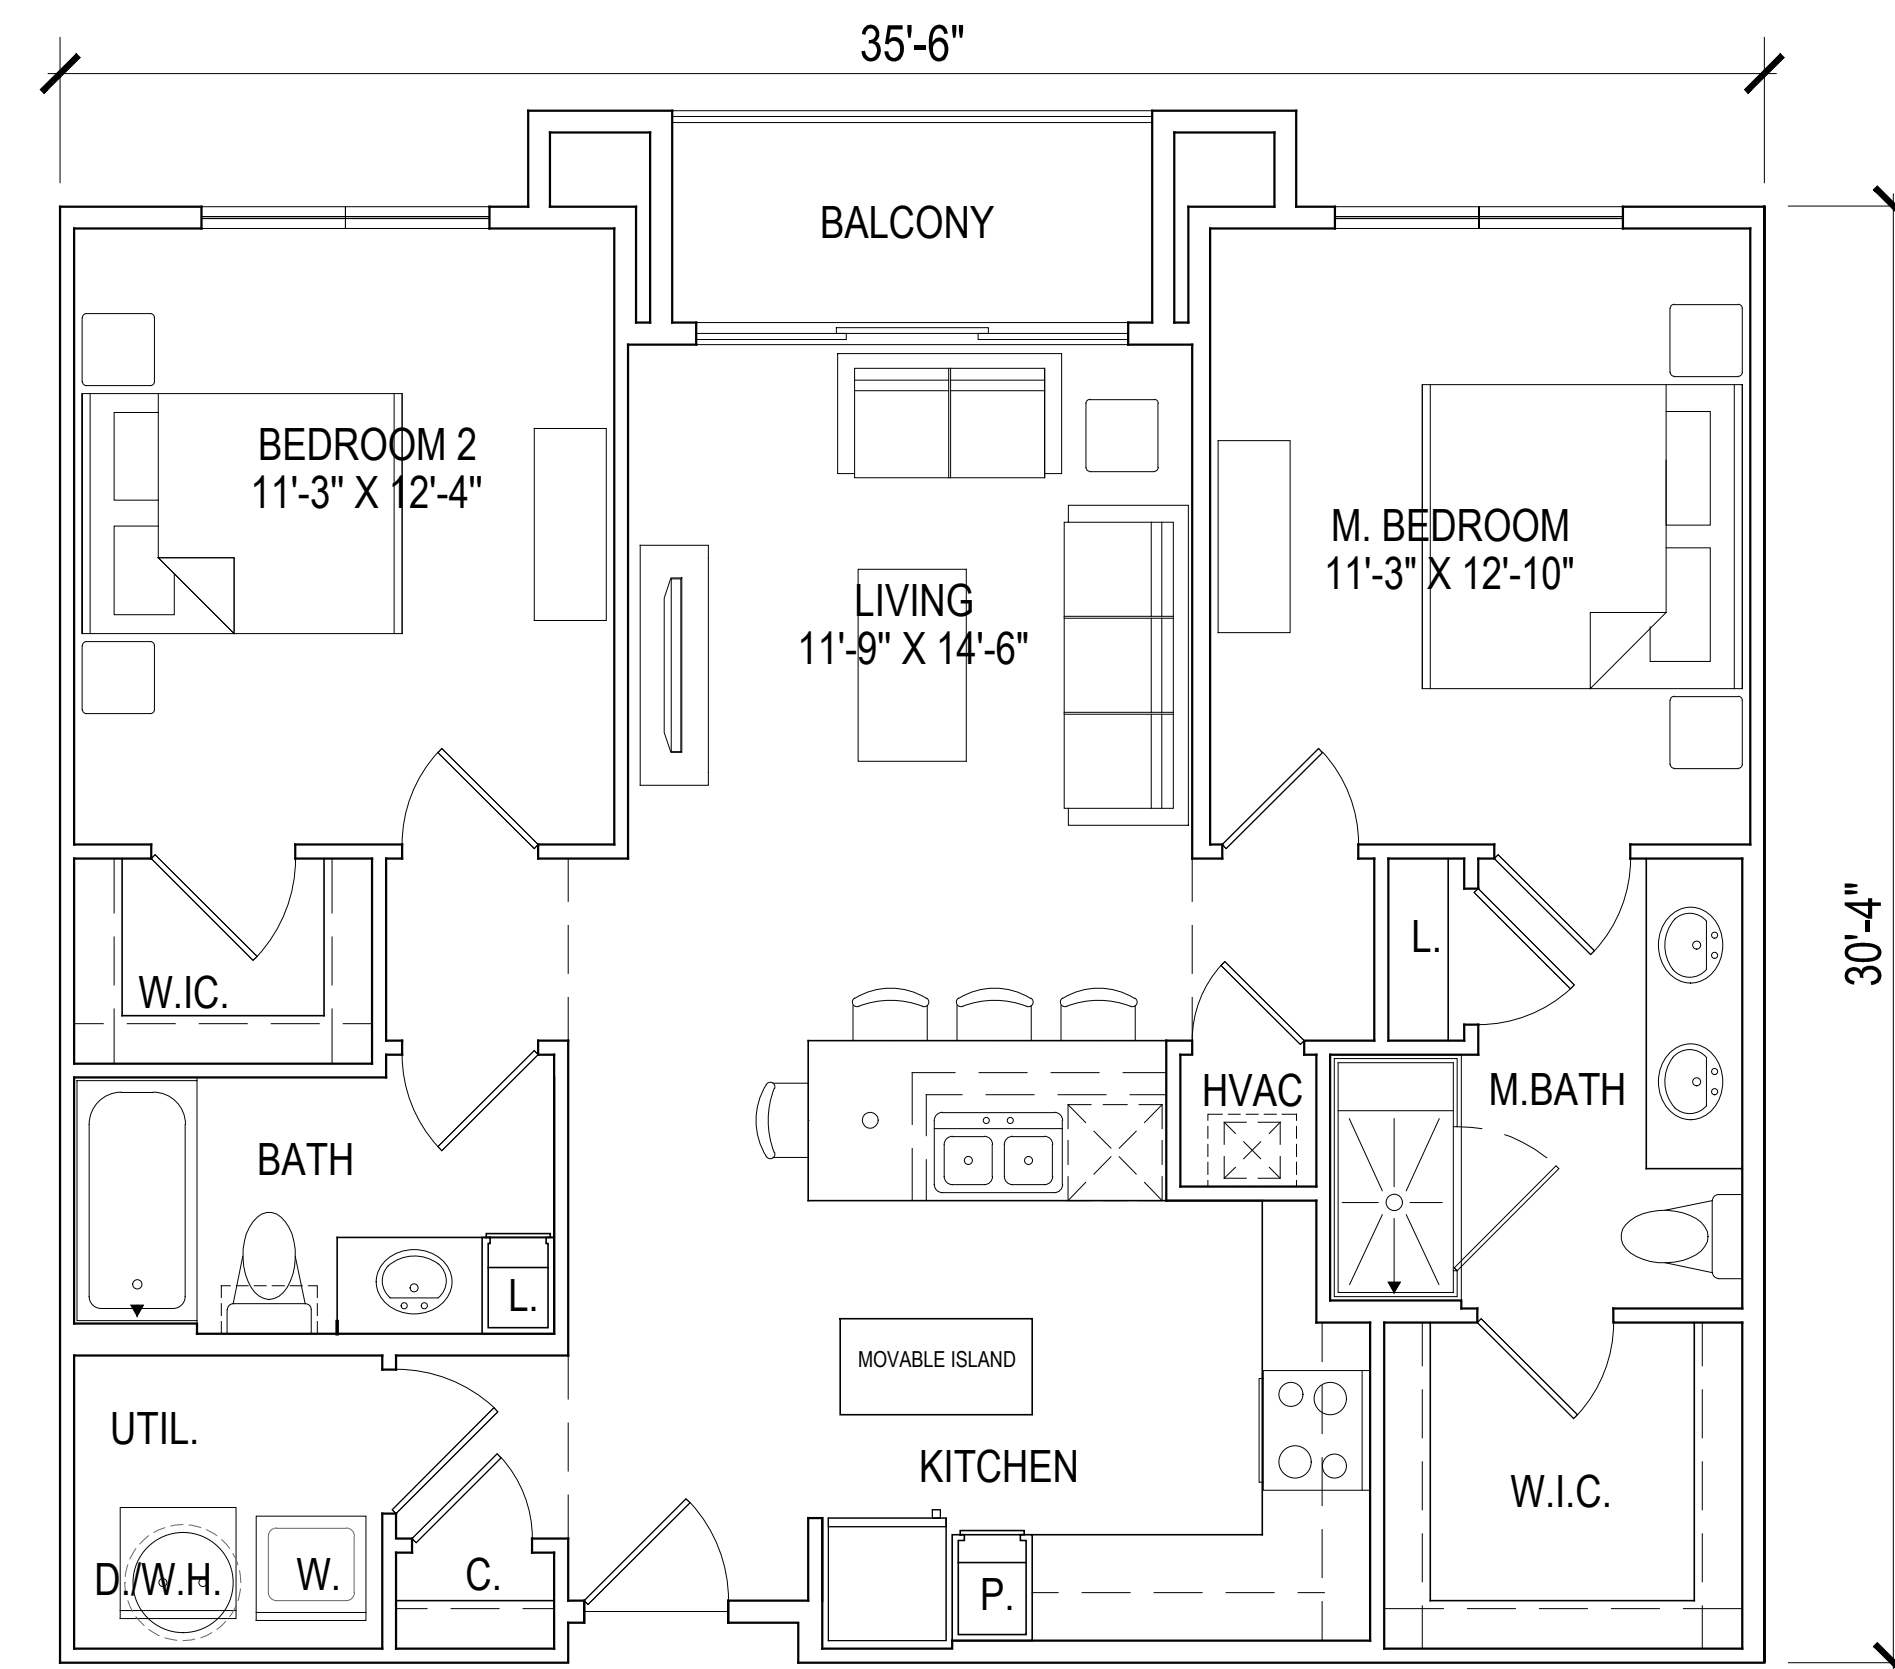 35'-6"
BALCONY
BEDROOM 2
11'-3" X 12'-4"
M. BEDROOM
11'-3" X 12'-10"
LIVING
11'-9" X 14'-6"
30'-4"
L.
W.IC.
HVAC
M.BATH
BATH
L.
MOVABLE ISLAND
UTIL.
KITCHEN
W.I.C.
D./W.H.
W.
C.
P.